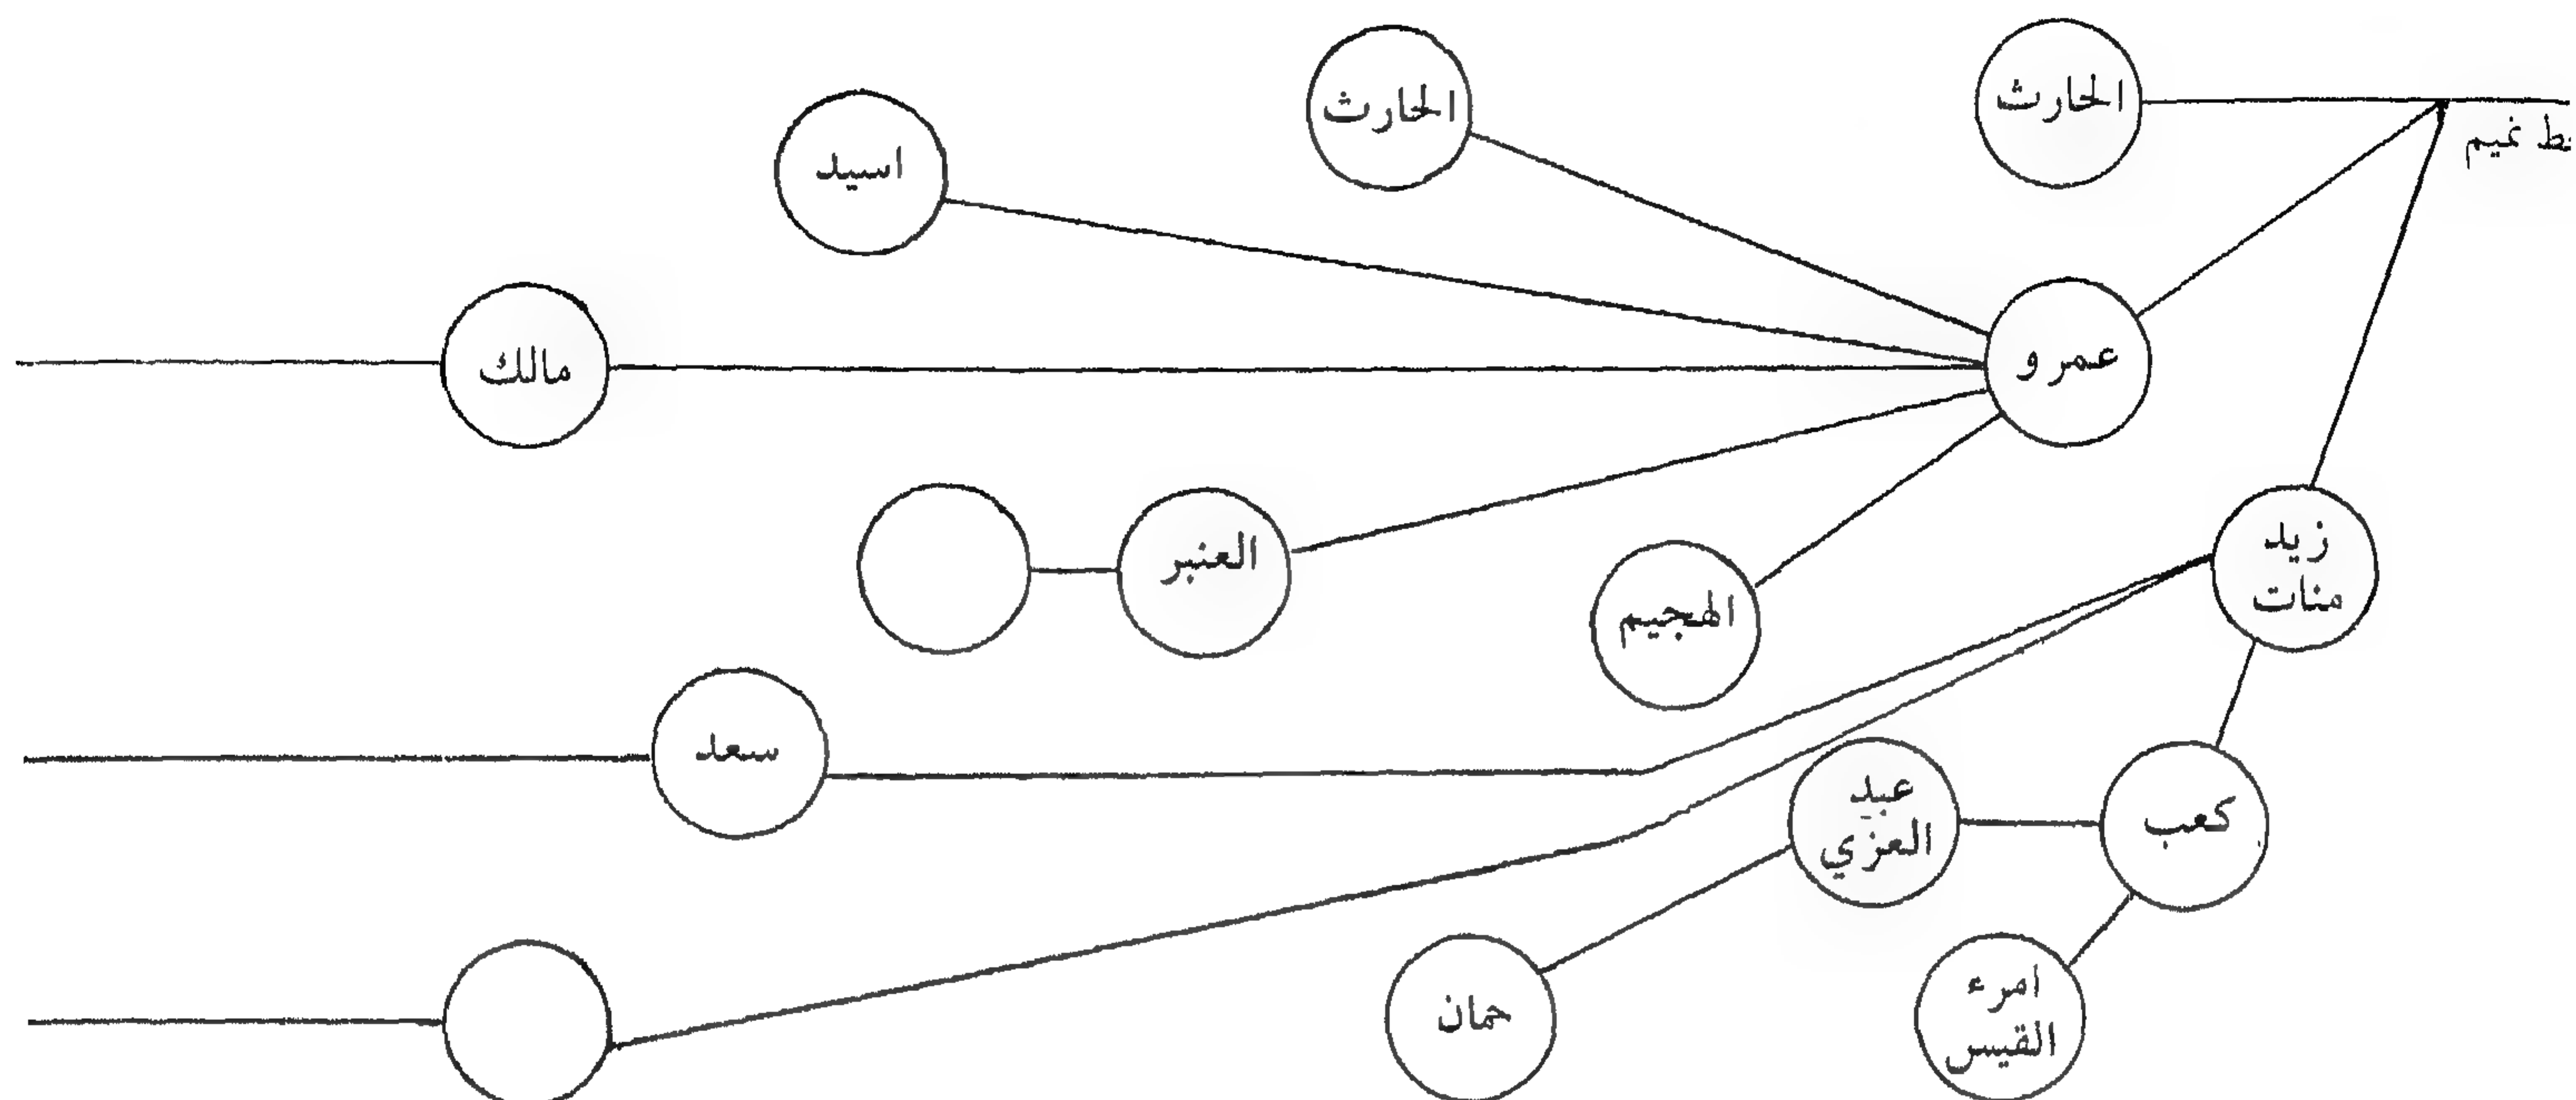 الحارث
الحارث
تميم
اسيد
عمرو
مالك
زيد
منات
العنبر
الهجيم
سعد
عبد
العزي
كعب
امرء
القيس
حمان